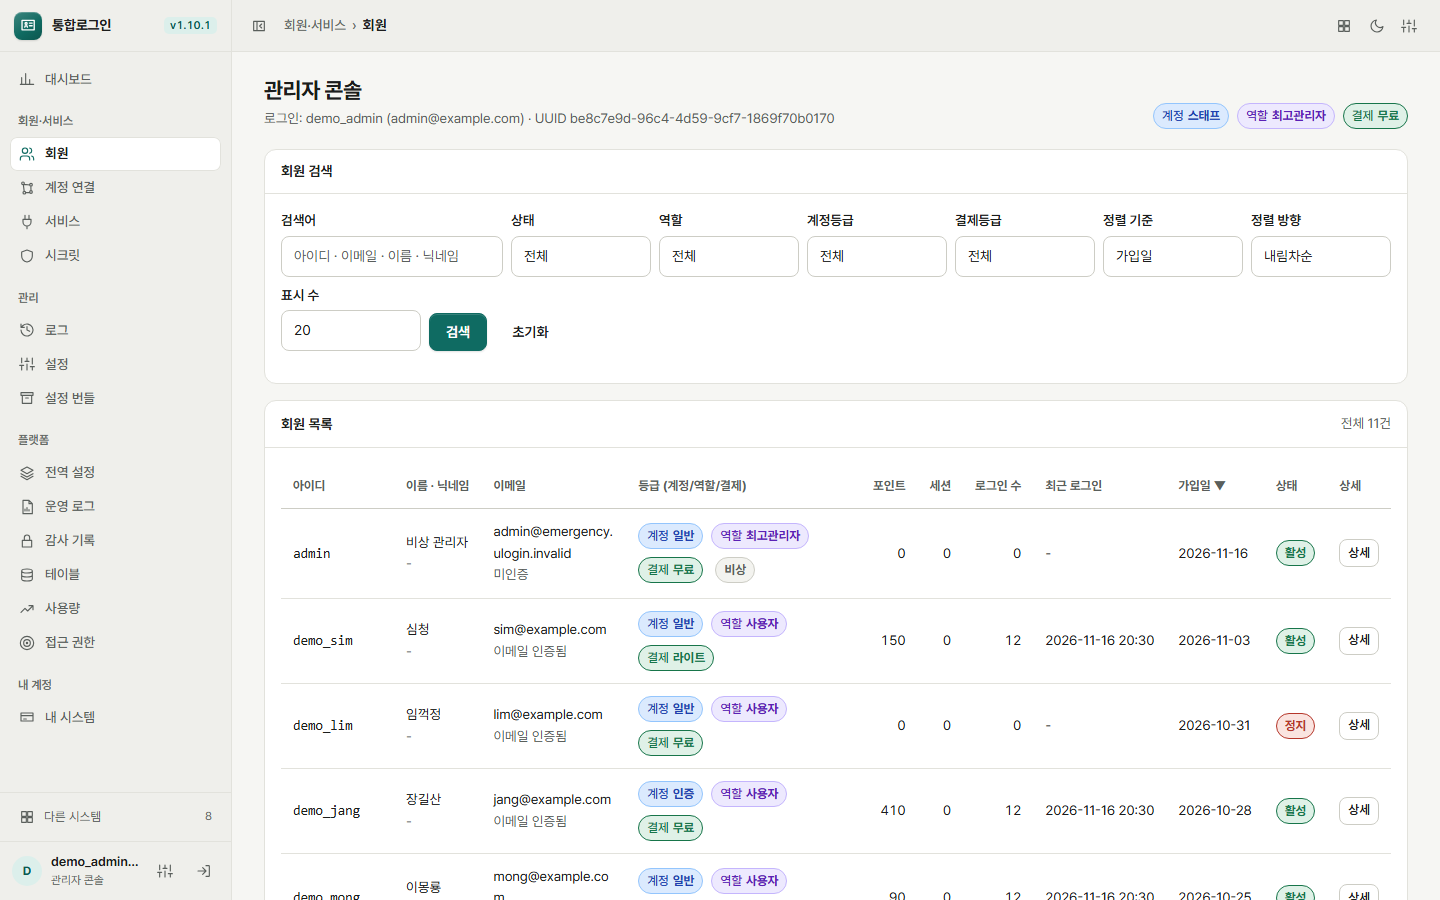 통합로그인 v1.10.1
회원·서비스 › 회원
대시보드
회원·서비스
회원
계정 연결
서비스
시크릿
관리
로그
설정
설정 번들
플랫폼
전역 설정
운영 로그
감사 기록
테이블
사용량
접근 권한
내 계정
내 시스템
다른 시스템 8
D demo_admin...
관리자 콘솔
관리자 콘솔
로그인: demo_admin (admin@example.com) · UUID be8c7e9d-96c4-4d59-9cf7-1869f70b0170
계정 스태프 역할 최고관리자 결제 무료
회원 검색
검색어 상태 역할 계정등급 결제등급 정렬 기준 정렬 방향
아이디 · 이메일 · 이름 · 닉네임 전체 전체 전체 전체 가입일 내림차순
표시 수
20 검색 초기화
회원 목록 전체 11건
아이디 이름 · 닉네임 이메일 등급 (계정/역할/결제) 포인트 세션 로그인 수 최근 로그인 가입일 ▼ 상태 상세
admin 비상 관리자 - admin@emergency.ulogin.invalid 미인증 계정 일반 역할 최고관리자 결제 무료 비상 0 0 0 - 2026-11-16 활성 상세
demo_sim 심청 - sim@example.com 이메일 인증됨 계정 일반 역할 사용자 결제 라이트 150 0 12 2026-11-16 20:30 2026-11-03 활성 상세
demo_lim 임꺽정 - lim@example.com 이메일 인증됨 계정 일반 역할 사용자 결제 무료 0 0 0 - 2026-10-31 정지 상세
demo_jang 장길산 - jang@example.com 이메일 인증됨 계정 인증 역할 사용자 결제 무료 410 0 12 2026-11-16 20:30 2026-10-28 활성 상세
demo_mong 이몽룡 mong@example.com 계정 일반 역할 사용자 90 0 12 2026-11-16 20:30 2026-10-25 활성 상세